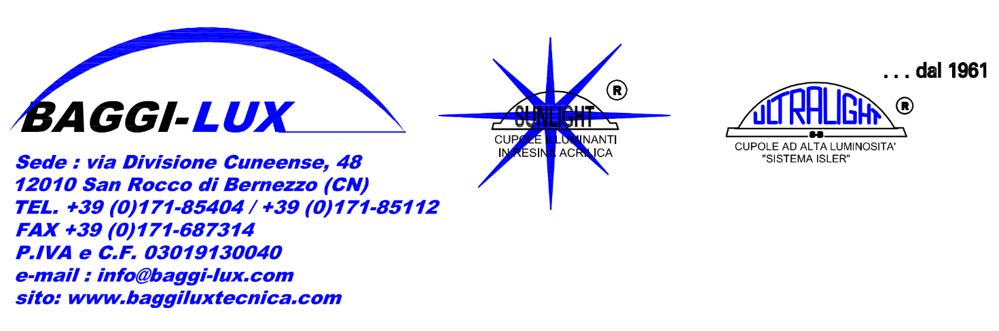 BAGGI-LUX
Sede : via Divisione Cuneense, 48
12010 San Rocco di Bernezzo (CN)
TEL. +39 (0)171-85404 / +39 (0)171-85112
FAX +39 (0)171-687314
P.IVA e C.F. 03019130040
e-mail : info@baggi-lux.com
sito: www.baggiluxtecnica.com
SUNLIGHT ®
CUPOLE ILLUMINANTI
IN RESINA ACRILICA
. . . dal 1961
ULTRALIGHT ®
CUPOLE AD ALTA LUMINOSITA'
"SISTEMA ISLER"